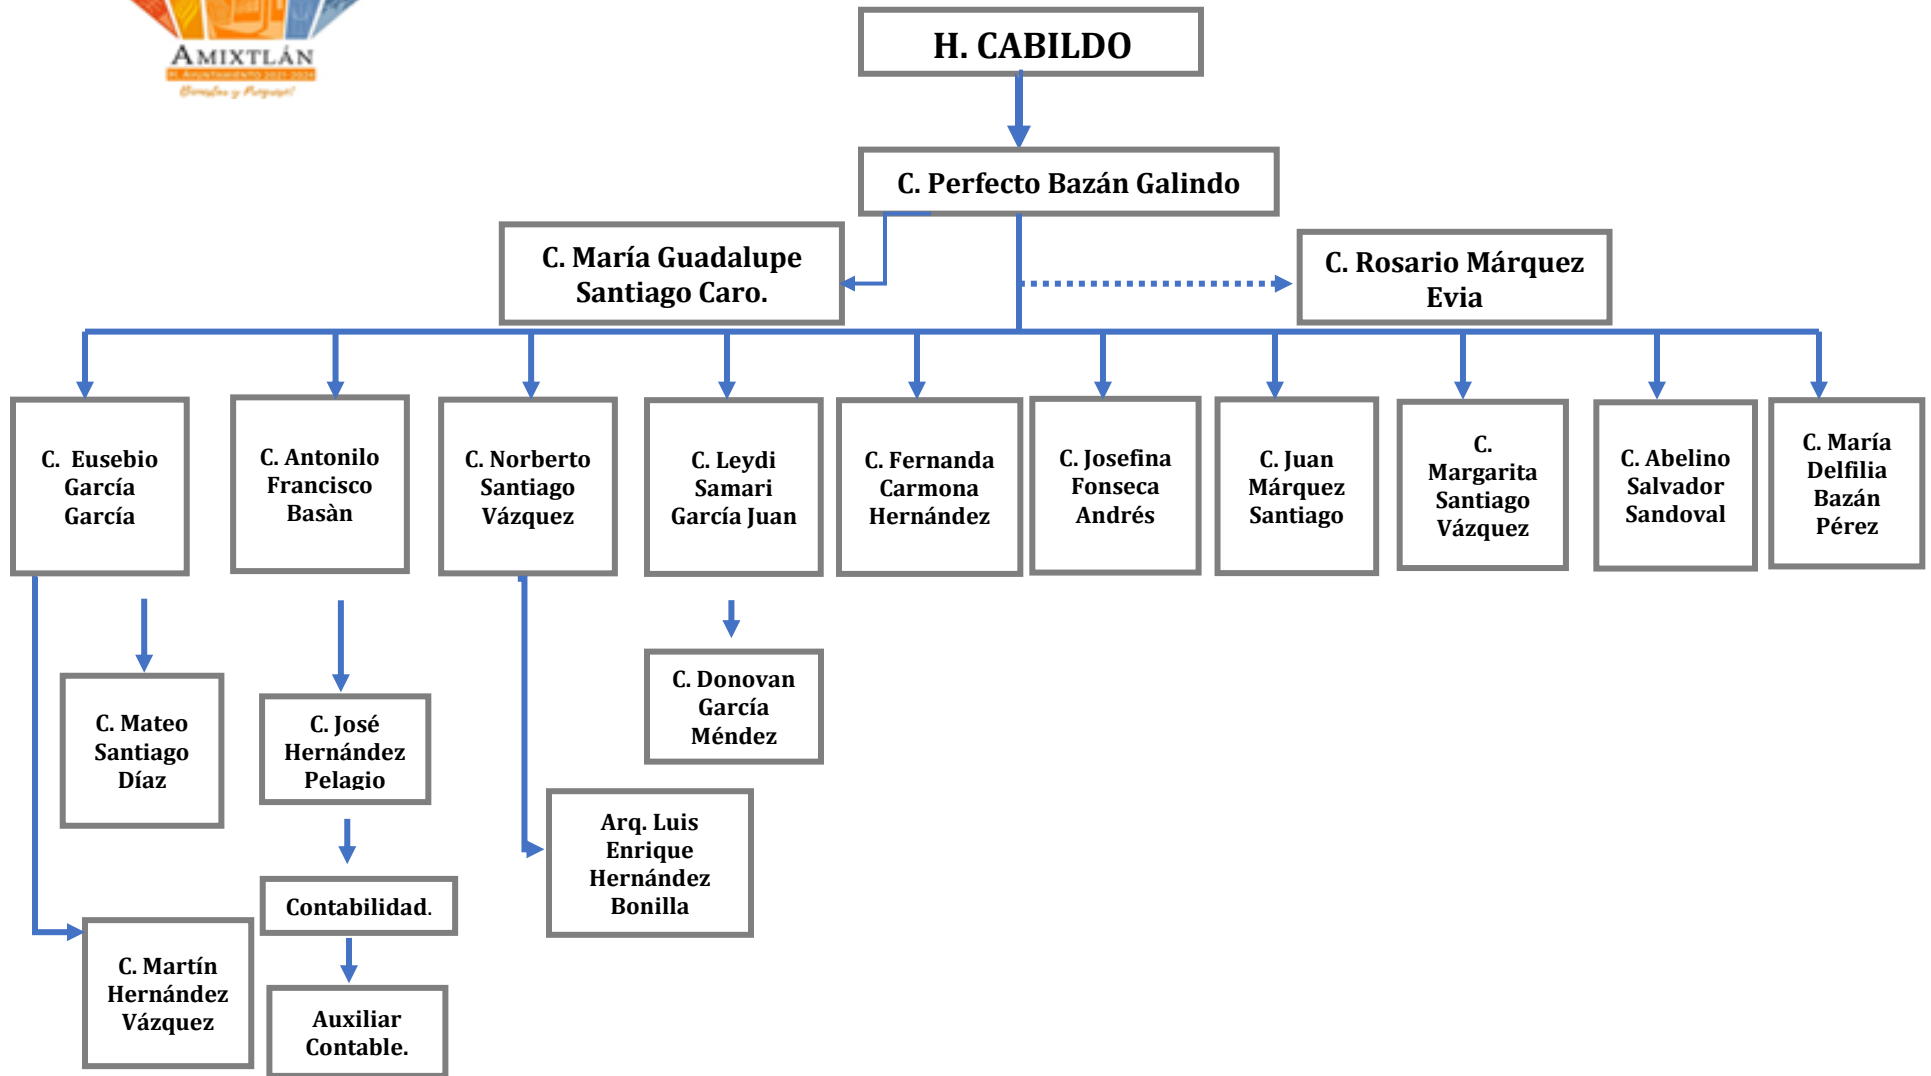 AMIXTLÁN
H. AYUNTAMIENTO 2021-2024
H. CABILDO
C. Perfecto Bazán Galindo
C. María Guadalupe
Santiago Caro.
C. Rosario Márquez
Evia
C. Eusebio
García
García
C. Antonilo
Francisco
Basàn
C. Norberto
Santiago
Vázquez
C. Leydi
Samari
García Juan
C. Fernanda
Carmona
Hernández
C. Josefina
Fonseca
Andrés
C. Juan
Márquez
Santiago
C.
Margarita
Santiago
Vázquez
C. Abelino
Salvador
Sandoval
C. María
Delfilia
Bazán
Pérez
C. Mateo
Santiago
Díaz
C. José
Hernández
Pelagio
C. Donovan
García
Méndez
Arq. Luis
Enrique
Hernández
Bonilla
Contabilidad.
C. Martín
Hernández
Vázquez
Auxiliar
Contable.